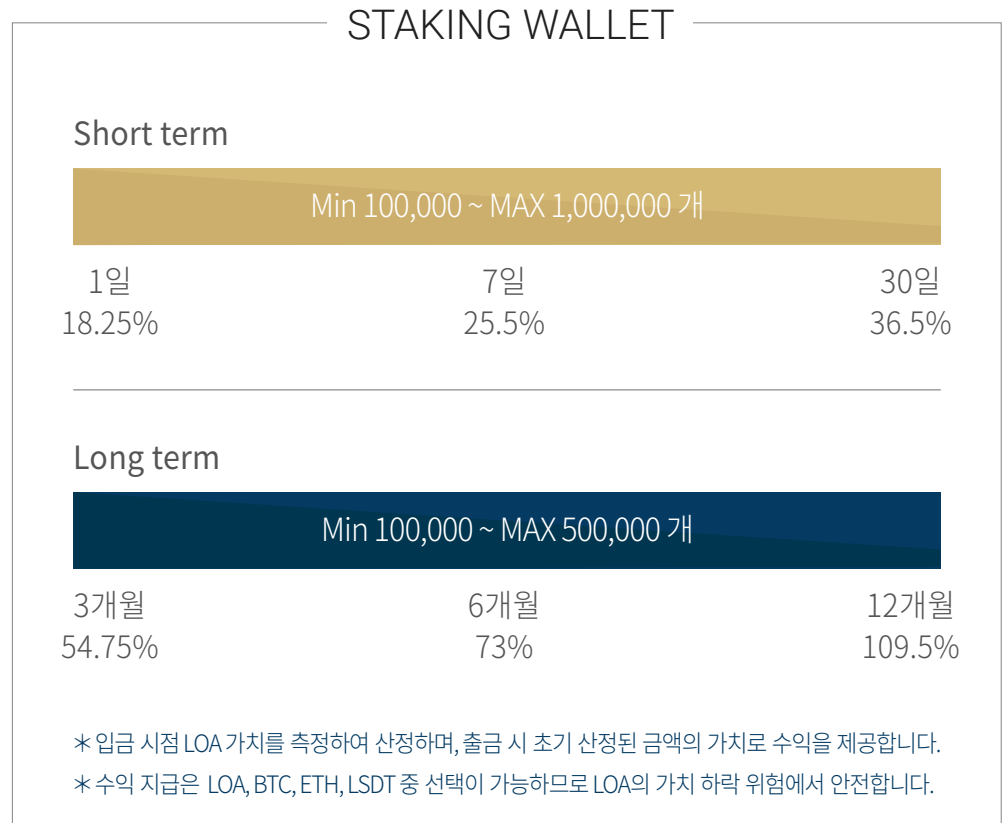 STAKING WALLET
Short term
Min 100,000 ~ MAX 1,000,000 개
1일 7일 30일
18.25% 25.5% 36.5%
Long term
Min 100,000 ~ MAX 500,000 개
3개월 6개월 12개월
54.75% 73% 109.5%
* 입금 시점 LOA 가치를 측정하여 산정하며, 출금 시 초기 산정된 금액의 가치로 수익을 제공합니다.
* 수익 지급은 LOA, BTC, ETH, LSDT 중 선택이 가능하므로 LOA의 가치 하락 위험에서 안전합니다.